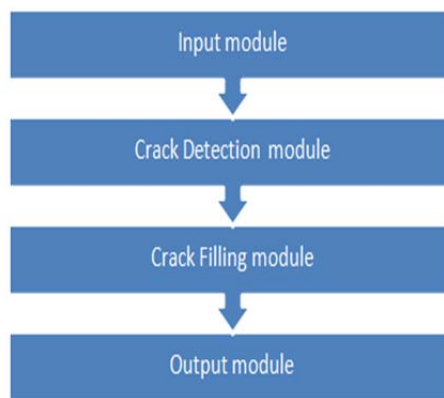 Input module
Crack Detection module
Crack Filling module
Output module